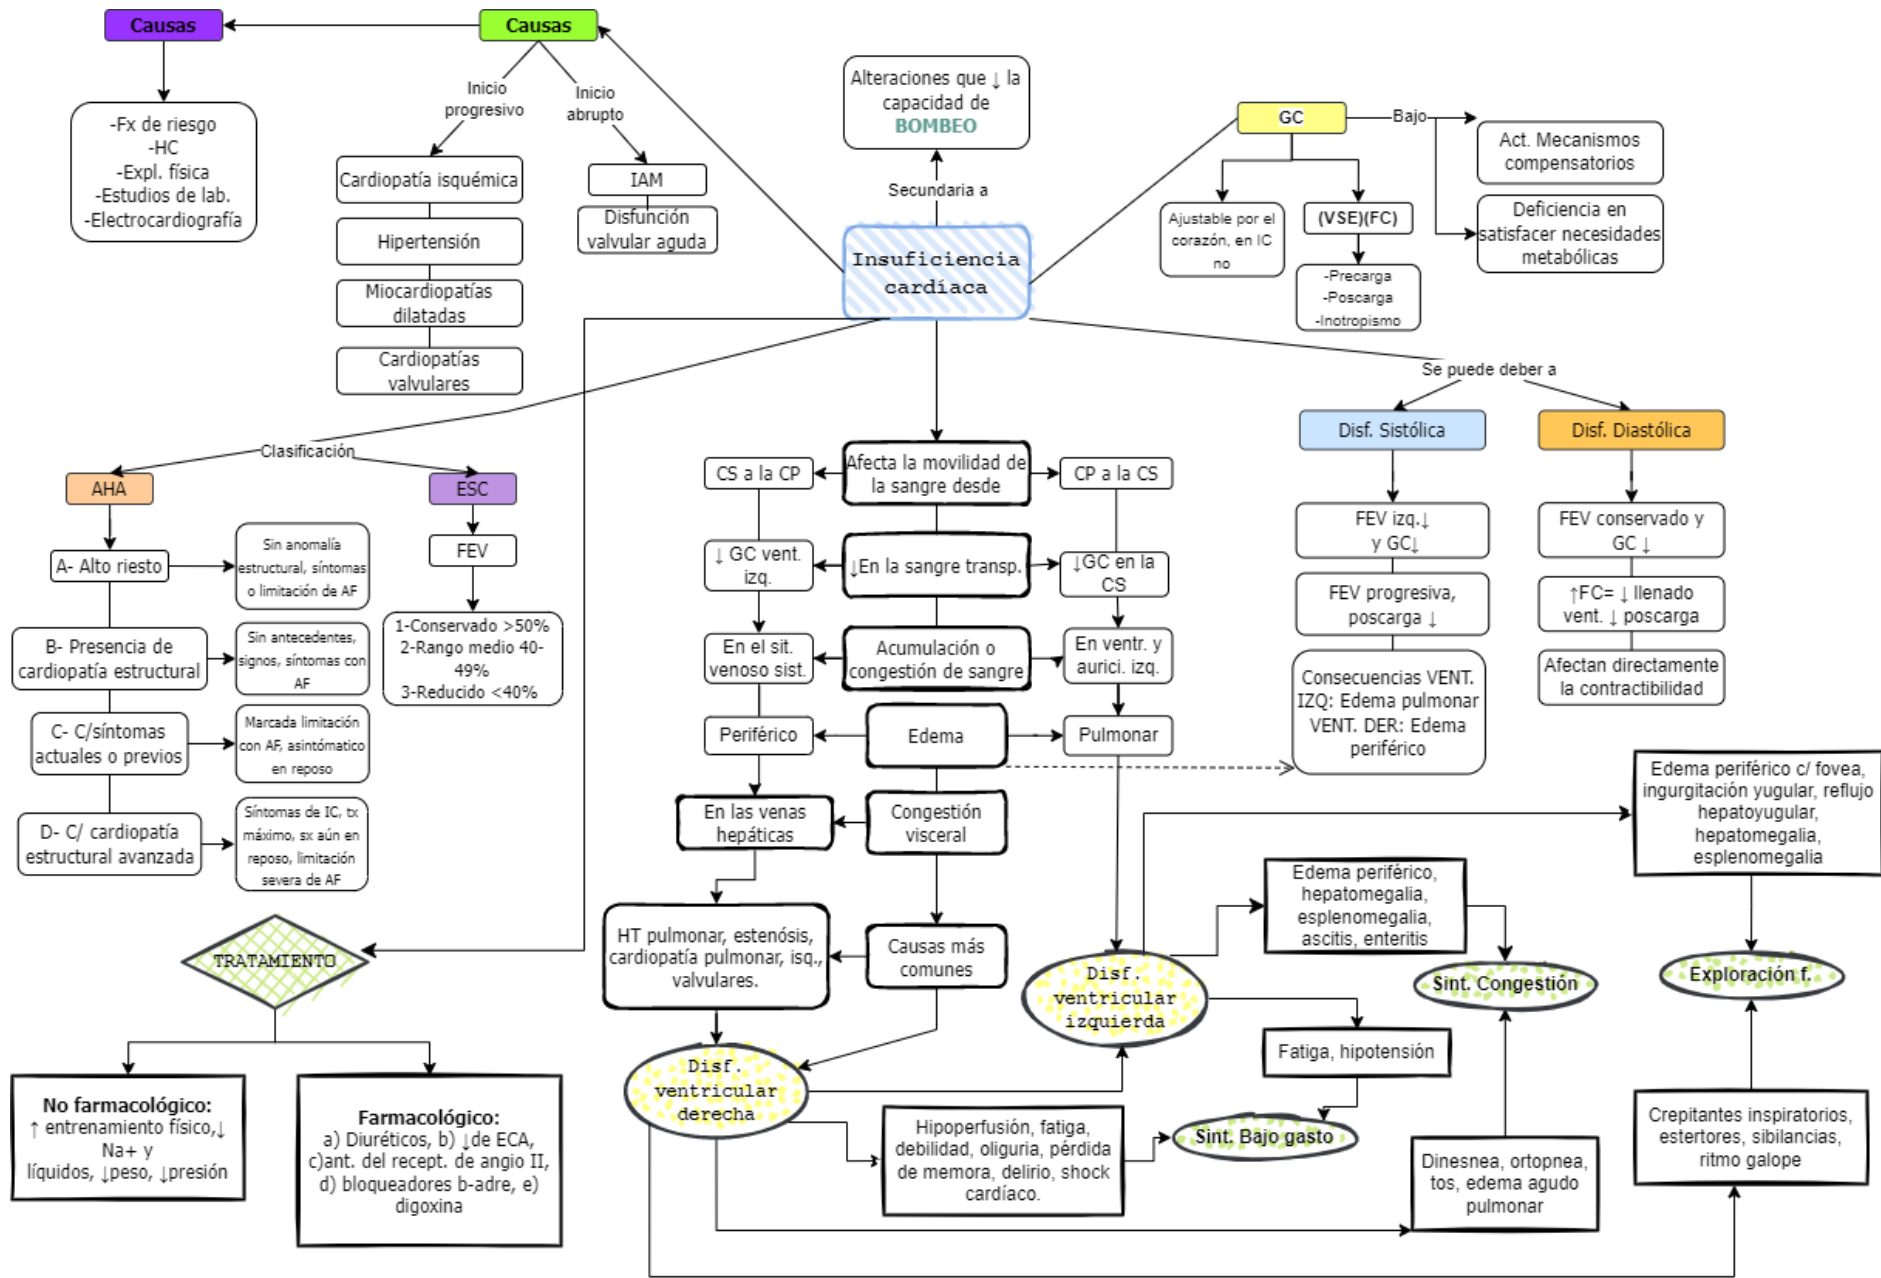 Causas
Causas
Inicio
progresivo
Inicio
abrupto
-Fx de riesgo
-HC
-Expl. física
-Estudios de lab.
-Electrocardiografía
Cardiopatía isquémica
Hipertensión
Miocardiopatías
dilatadas
Cardiopatías
valvulares
IAM
Disfunción
valvular aguda
Alteraciones que ↓ la
capacidad de
BOMBEO
Secundaria a
Insuficiencia
cardíaca
GC
Bajo
Act. Mecanismos
compensatorios
Deficiencia en
satisfacer necesidades
metabólicas
Ajustable por el
corazón, en IC
no
(VSE)(FC)
-Precarga
-Poscarga
-Inotropismo
Se puede deber a
Disf. Sistólica
Disf. Diastólica
FEV izq.↓
y GC↓
FEV conservado y
GC ↓
FEV progresiva,
poscarga ↓
↑FC= ↓ llenado
vent. ↓ poscarga
Consecuencias VENT.
IZQ: Edema pulmonar
VENT. DER: Edema
periférico
Afectan directamente
la contractibilidad
Clasificación
AHA
ESC
A- Alto riesto
Sin anomalía
estructural, síntomas
o limitación de AF
B- Presencia de
cardiopatía estructural
Sin antecedentes,
signos, síntomas con
AF
C- C/síntomas
actuales o previos
Marcada limitación
con AF, asintomático
en reposo
D- C/ cardiopatía
estructural avanzada
Síntomas de IC, tx
máximo, sx aún en
reposo, limitación
severa de AF
FEV
1-Conservado >50%
2-Rango medio 40-
49%
3-Reducido <40%
CS a la CP
Afecta la movilidad de
la sangre desde
CP a la CS
↓ GC vent.
izq.
↓En la sangre transp.
↓GC en la
CS
En el sit.
venoso sist.
Acumulación o
congestión de sangre
En ventr. y
aurici. izq.
Periférico
Edema
Pulmonar
En las venas
hepáticas
Congestión
visceral
HT pulmonar, estenósis,
cardiopatía pulmonar, isq.,
valvulares.
Causas más
comunes
Disf.
ventricular
izquierda
Disf.
ventricular
derecha
Edema periférico,
hepatomegalia,
esplenomegalia,
ascitis, enteritis
Edema periférico c/ fovea,
ingurgitación yugular, reflujo
hepatoyugular,
hepatomegalia,
esplenomegalia
Sint. Congestión
Exploración f.
Fatiga, hipotensión
Sint. Bajo gasto
Hipoperfusión, fatiga,
debilidad, oliguria, pérdida
de memora, delirio, shock
cardíaco.
Dinesnea, ortopnea,
tos, edema agudo
pulmonar
Crepitantes inspiratorios,
estertores, sibilancias,
ritmo galope
TRATAMIENTO
No farmacológico:
↑ entrenamiento físico,↓
Na+ y
líquidos, ↓peso, ↓presión
Farmacológico:
a) Diuréticos, b) ↓de ECA,
c)ant. del recept. de angio II,
d) bloqueadores b-adre, e)
digoxina